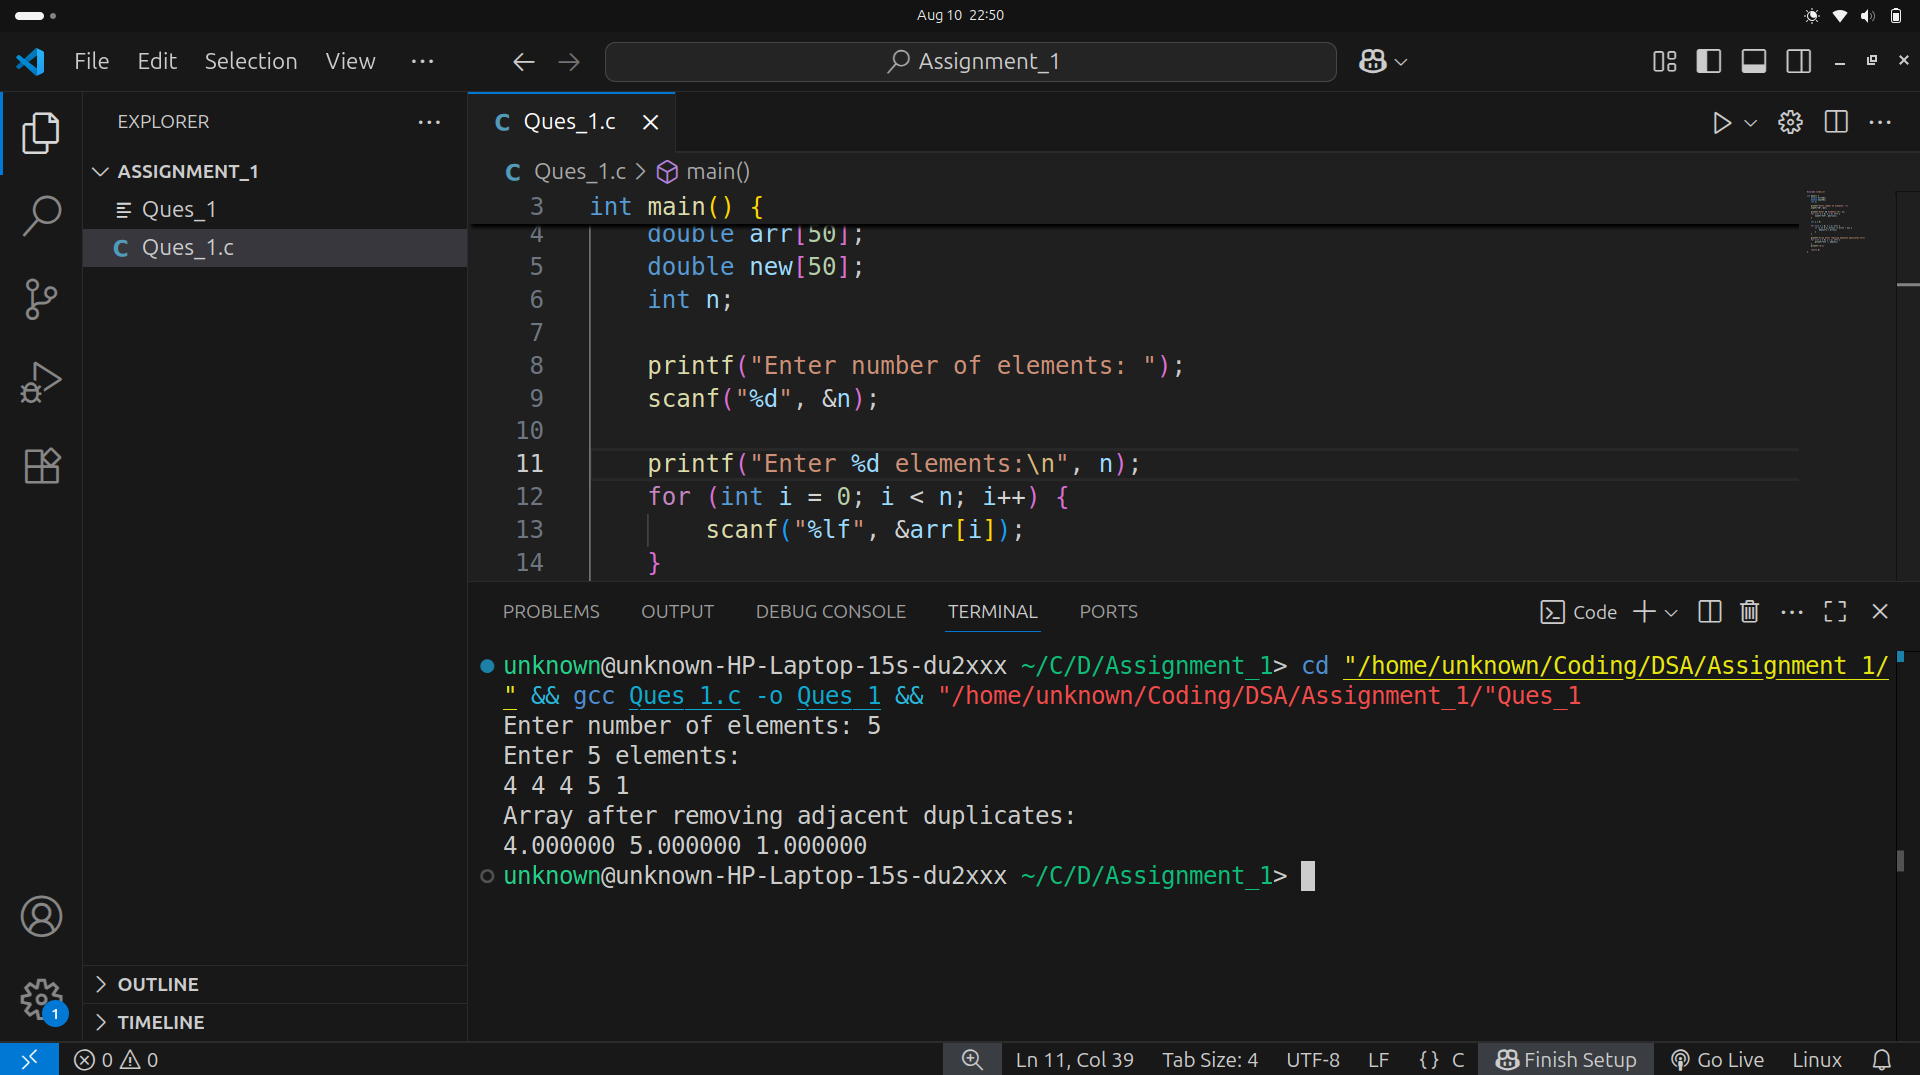 Aug 10 22:50
File Edit Selection View ···
Assignment_1
EXPLORER
ASSIGNMENT_1
Ques_1
C Ques_1.c
OUTLINE
TIMELINE
C Ques_1.c
C Ques_1.c > main()
3 int main() {
4 double arr[50];
5 double new[50];
6 int n;
7
8 printf("Enter number of elements: ");
9 scanf("%d", &n);
10
11 printf("Enter %d elements:\n", n);
12 for (int i = 0; i < n; i++) {
13 scanf("%lf", &arr[i]);
14 }
PROBLEMS OUTPUT DEBUG CONSOLE TERMINAL PORTS
Code
unknown@unknown-HP-Laptop-15s-du2xxx ~/C/D/Assignment_1> cd "/home/unknown/Coding/DSA/Assignment_1/
" && gcc Ques_1.c -o Ques_1 && "/home/unknown/Coding/DSA/Assignment_1/"Ques_1
Enter number of elements: 5
Enter 5 elements:
4 4 4 5 1
Array after removing adjacent duplicates:
4.000000 5.000000 1.000000
unknown@unknown-HP-Laptop-15s-du2xxx ~/C/D/Assignment_1>
1
0 0
Ln 11, Col 39 Tab Size: 4 UTF-8 LF {} C Finish Setup Go Live Linux